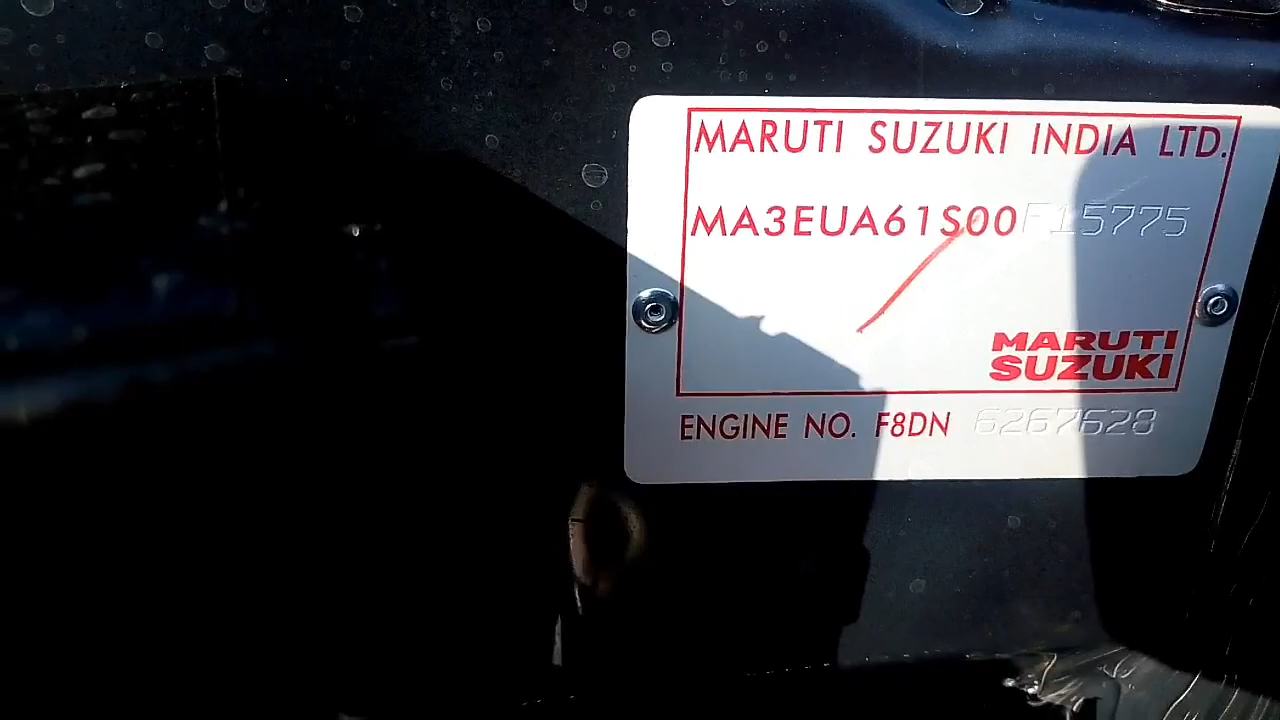 MARUTI SUZUKI INDIA LTD.
MA3EUA61S00F15775
MARUTI
SUZUKI
ENGINE NO. F8DN 6267628